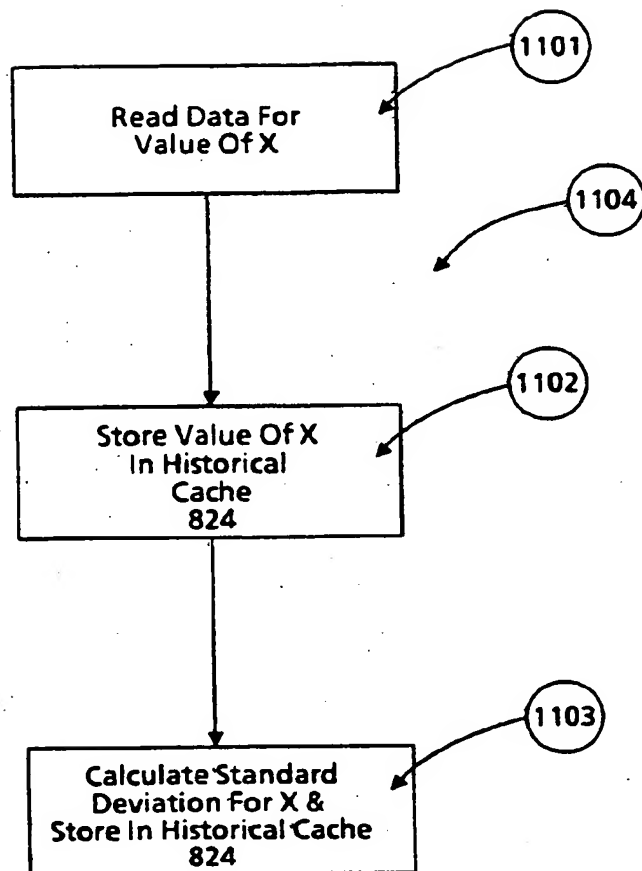 1101
Read Data For
Value Of X
1104
1102
Store Value Of X
In Historical
Cache
824
1103
Calculate Standard
Deviation For X &
Store In Historical Cache
824